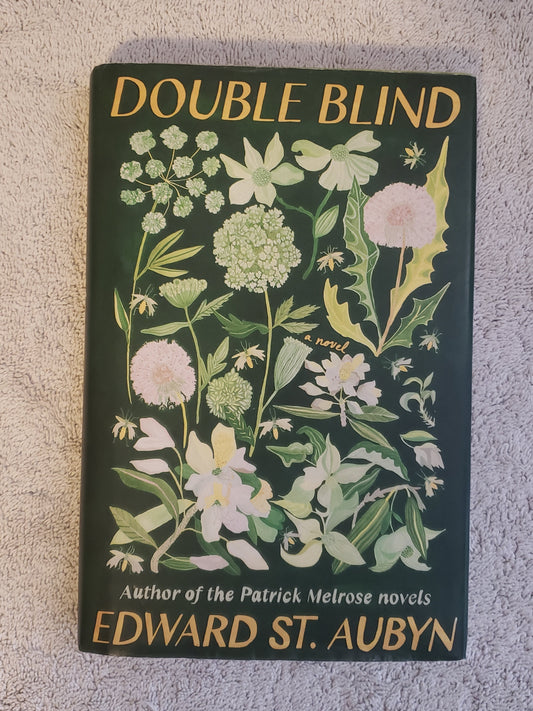 DOUBLE BLIND
a novel
Author of the Patrick Melrose novels
EDWARD ST. AUBYN